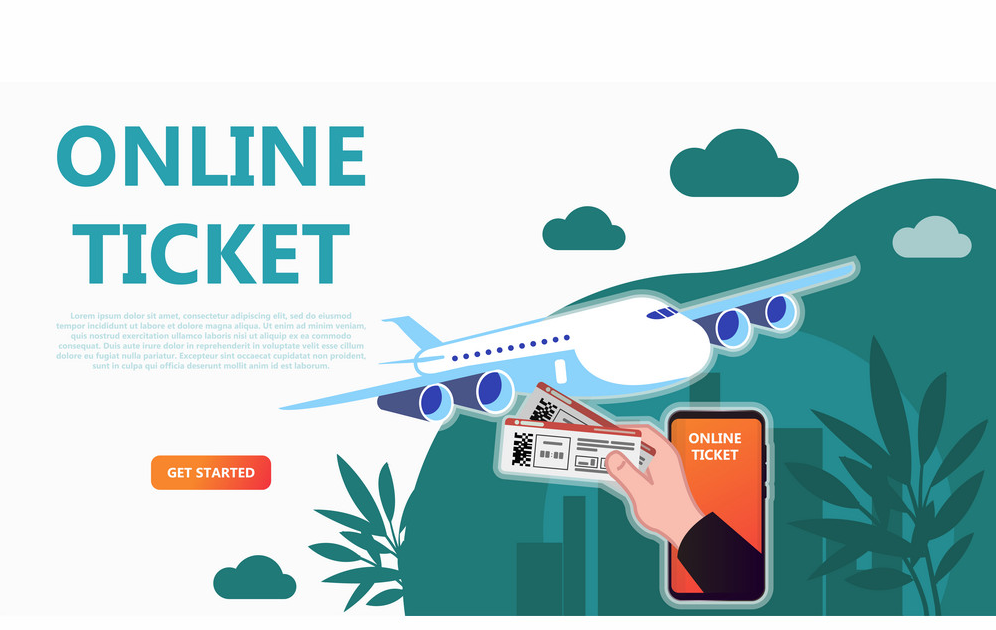 ONLINE
TICKET
Lorem ipsum dolor sit amet, consectetur adipiscing elit, sed do eiusmod
tempor incididunt ut labore et dolore magna aliqua. Ut enim ad minim veniam,
quis nostrud exercitation ullamco laboris nisi ut aliquip ex ea commodo
consequat. Duis aute irure dolor in reprehenderit in voluptate velit esse cillum
dolore eu fugiat nulla pariatur. Excepteur sint occaecat cupidatat non proident,
sunt in culpa qui officia deserunt mollit anim id est laborum.
GET STARTED
ONLINE
TICKET